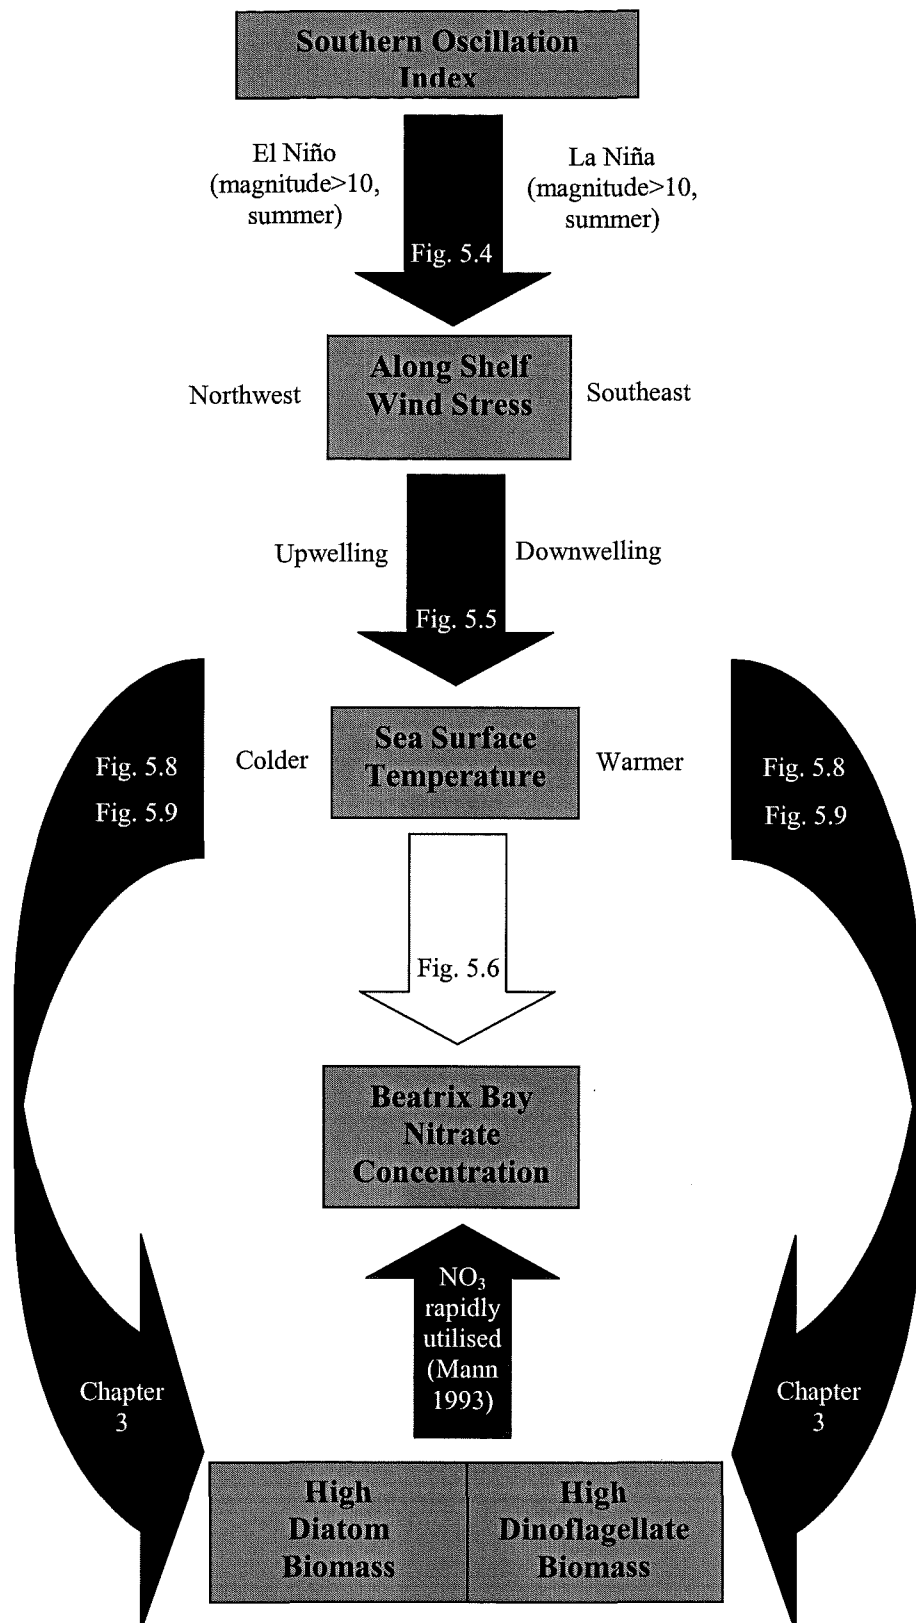 Southern Oscillation
Index
El Niño
(magnitude>10,
summer)
La Niña
(magnitude>10,
summer)
Fig. 5.4
Along Shelf
Wind Stress
Northwest
Southeast
Upwelling
Downwelling
Fig. 5.5
Sea Surface
Temperature
Colder
Warmer
Fig. 5.8
Fig. 5.9
Fig. 5.8
Fig. 5.9
Fig. 5.6
Beatrix Bay
Nitrate
Concentration
NO₃
rapidly
utilised
(Mann
1993)
Chapter
3
Chapter
3
High
Diatom
Biomass
High
Dinoflagellate
Biomass